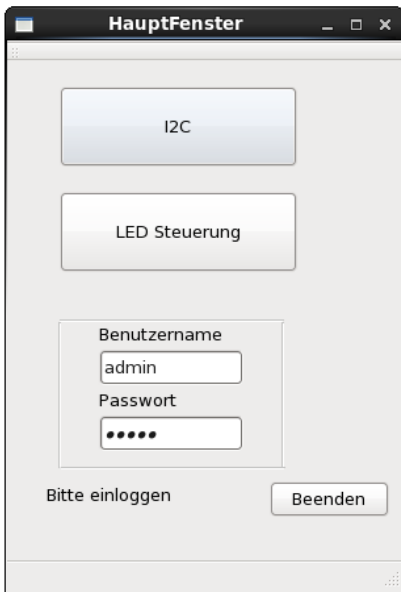 HauptFenster
I2C
LED Steuerung
Benutzername
admin
Passwort
●●●●●
Bitte einloggen
Beenden